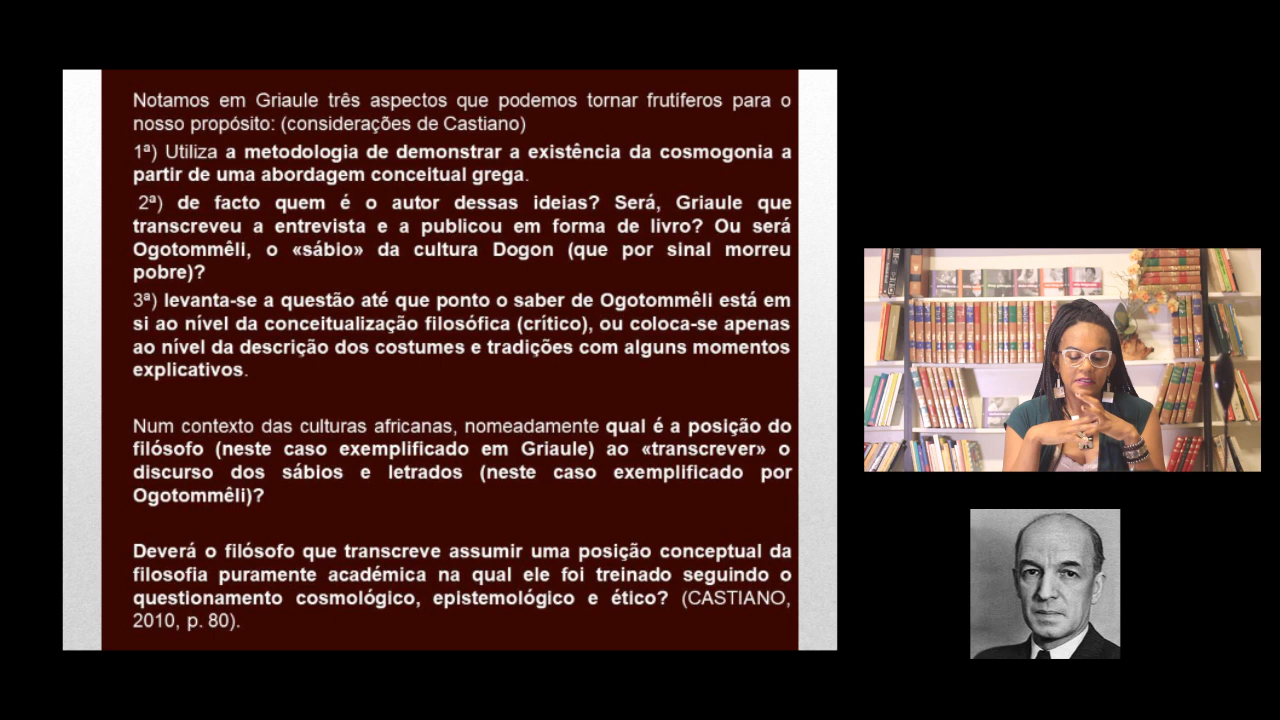 Notamos em Griaule três aspectos que podemos tornar frutíferos para o
nosso propósito: (considerações de Castiano)
1ª) Utiliza a metodologia de demonstrar a existência da cosmogonia a
partir de uma abordagem conceitual grega.
2ª) de facto quem é o autor dessas ideias? Será, Griaule que
transcreveu a entrevista e a publicou em forma de livro? Ou será
Ogotommêli, o «sábio» da cultura Dogon (que por sinal morreu
pobre)?
3ª) levanta-se a questão até que ponto o saber de Ogotommêli está em
si ao nível da conceitualização filosófica (crítico), ou coloca-se apenas
ao nível da descrição dos costumes e tradições com alguns momentos
explicativos.
Num contexto das culturas africanas, nomeadamente qual é a posição do
filósofo (neste caso exemplificado em Griaule) ao «transcrever» o
discurso dos sábios e letrados (neste caso exemplificado por
Ogotommêli)?
Deverá o filósofo que transcreve assumir uma posição conceptual da
filosofia puramente académica na qual ele foi treinado seguindo o
questionamento cosmológico, epistemológico e ético? (CASTIANO,
2010, p. 80).